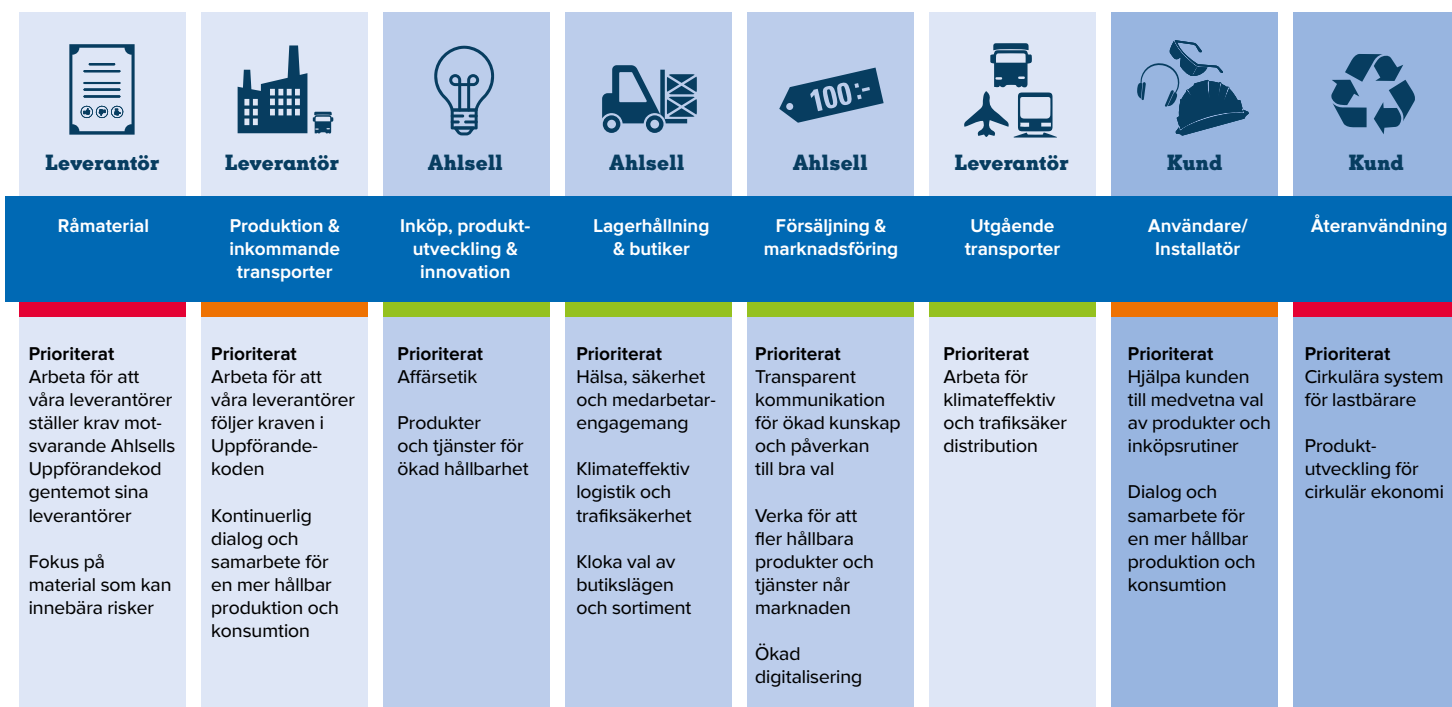 Leverantör
Råmaterial
Prioriterat
Arbeta för att
våra leverantörer
ställer krav mot-
svarande Ahlsells
Uppförandekod
gentemot sina
leverantörer
Fokus på
material som kan
innebära risker
Leverantör
Produktion &
inkommande
transporter
Prioriterat
Arbeta för att
våra leverantörer
följer kraven i
Uppförande-
koden
Kontinuerlig
dialog och
samarbete för
en mer hållbar
produktion och
konsumtion
Ahlsell
Inköp, produkt-
utveckling &
innovation
Prioriterat
Affärsetik
Produkter
och tjänster för
ökad hållbarhet
Ahlsell
Lagerhållning
& butiker
Prioriterat
Hälsa, säkerhet
och medarbetar-
engagemang
Klimateffektiv
logistik och
trafiksäkerhet
Kloka val av
butikslägen
och sortiment
100:-
Ahlsell
Försäljning &
marknadsföring
Prioriterat
Transparent
kommunikation
för ökad kunskap
och påverkan
till bra val
Verka för att
fler hållbara
produkter och
tjänster når
marknaden
Ökad
digitalisering
Leverantör
Utgående
transporter
Prioriterat
Arbeta för
klimateffektiv
och trafiksäker
distribution
Kund
Användare/
Installatör
Prioriterat
Hjälpa kunden
till medvetna val
av produkter och
inköpsrutiner
Dialog och
samarbete för
en mer hållbar
produktion och
konsumtion
Kund
Återanvändning
Prioriterat
Cirkulära system
för lastbärare
Produkt-
utveckling för
cirkulär ekonomi